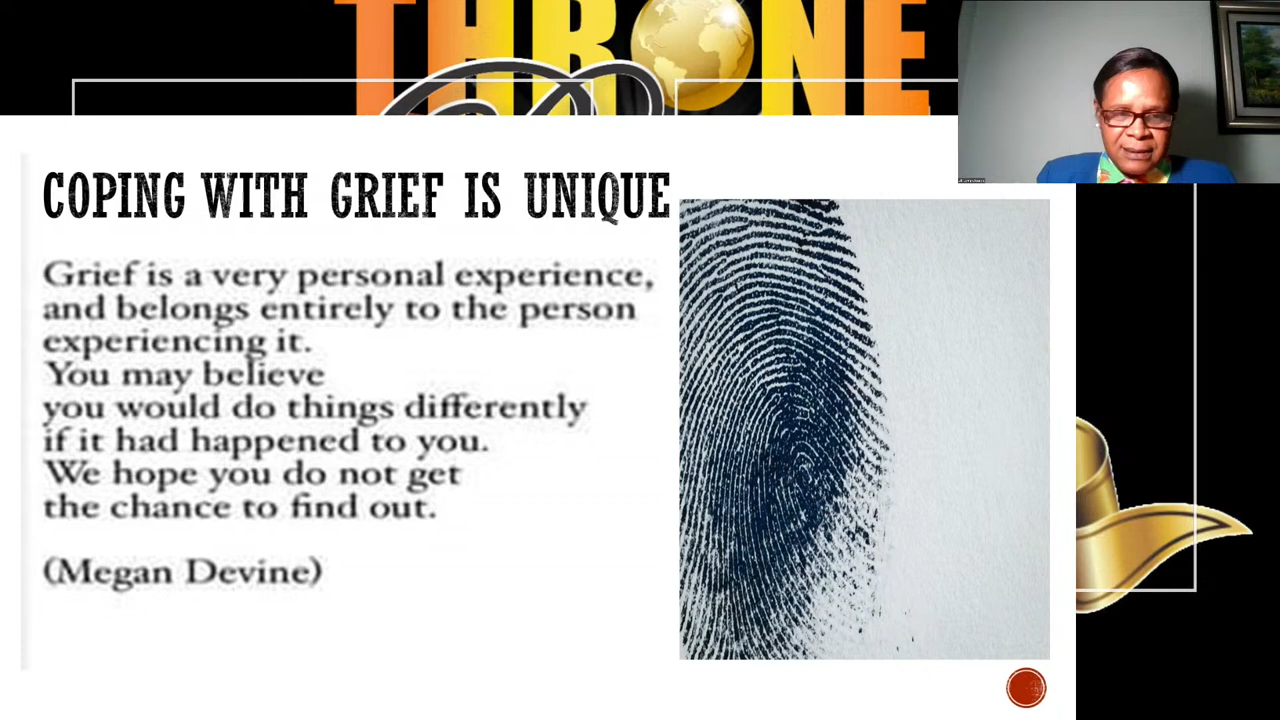 THRONE
COPING WITH GRIEF IS UNIQUE
Grief is a very personal experience,
and belongs entirely to the person
experiencing it.
You may believe
you would do things differently
if it had happened to you.
We hope you do not get
the chance to find out.
(Megan Devine)